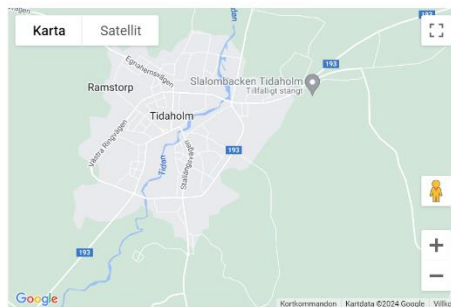 Karta
Satellit
193
Slalombacken Tidaholm
Tillfälligt stängt
Egnahemsvägen
Ramstorp
Tidaholm
Västra Ringvägen
Tidan
Stallängsvägen
193
Tidan
193
Google
Kortkommandon
Kartdata ©2024 Google
Villko